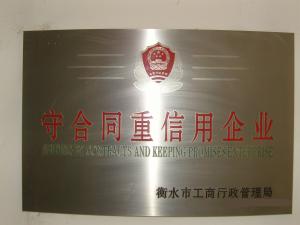 守合同重信用企业
CONTRACTS AND KEEPING PROMISES ENTERPRISE
衡水市工商行政管理局